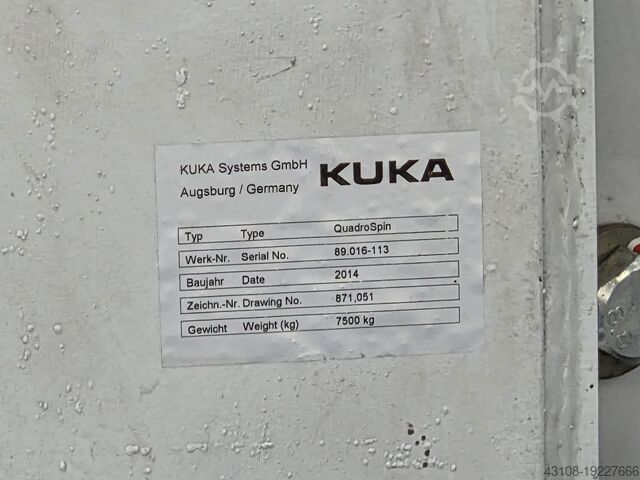 KUKA Systems GmbH
Augsburg / Germany
KUKA
Typ Type QuadroSpin
Werk-Nr. Serial No. 89.016-113
Baujahr Date 2014
Zeichn.-Nr. Drawing No. 871,051
Gewicht Weight (kg) 7500 kg
43108-19227666